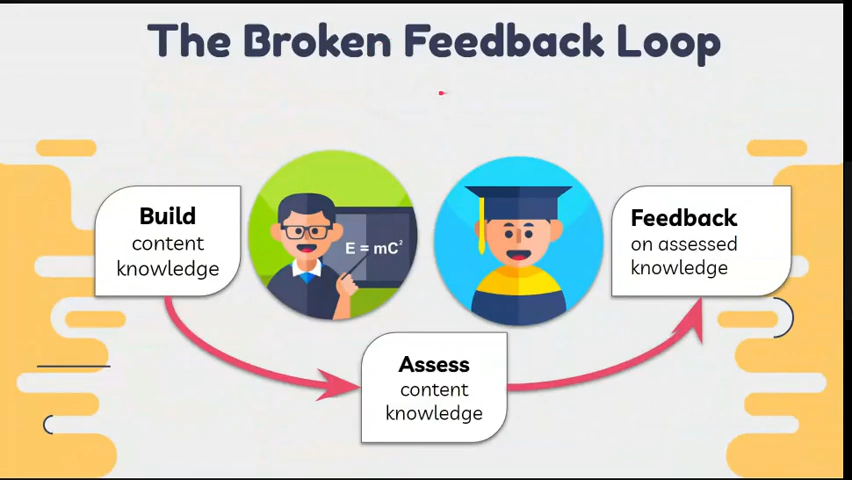 The Broken Feedback Loop
Build
content
knowledge
E = mC²
Feedback
on assessed
knowledge
Assess
content
knowledge